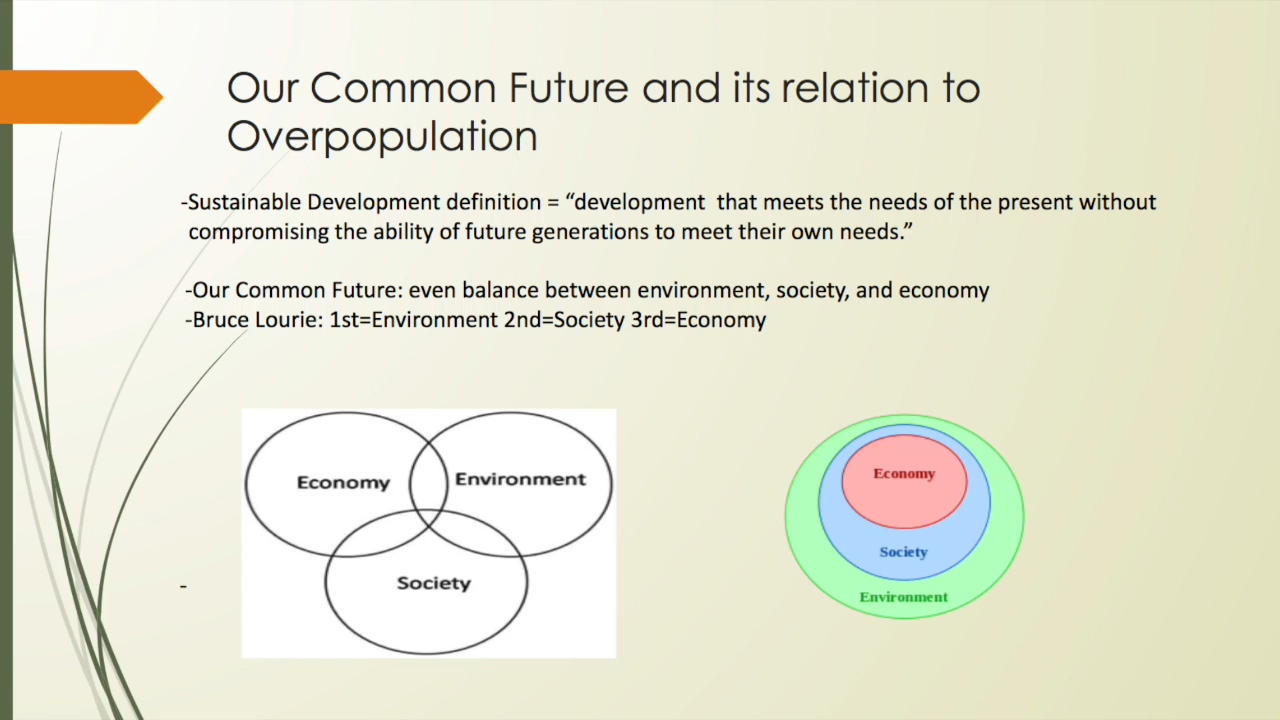 Our Common Future and its relation to
Overpopulation
-Sustainable Development definition = “development  that meets the needs of the present without
compromising the ability of future generations to meet their own needs.”
-Our Common Future: even balance between environment, society, and economy
-Bruce Lourie: 1st=Environment 2nd=Society 3rd=Economy
Economy
Environment
Society
-
Economy
Society
Environment